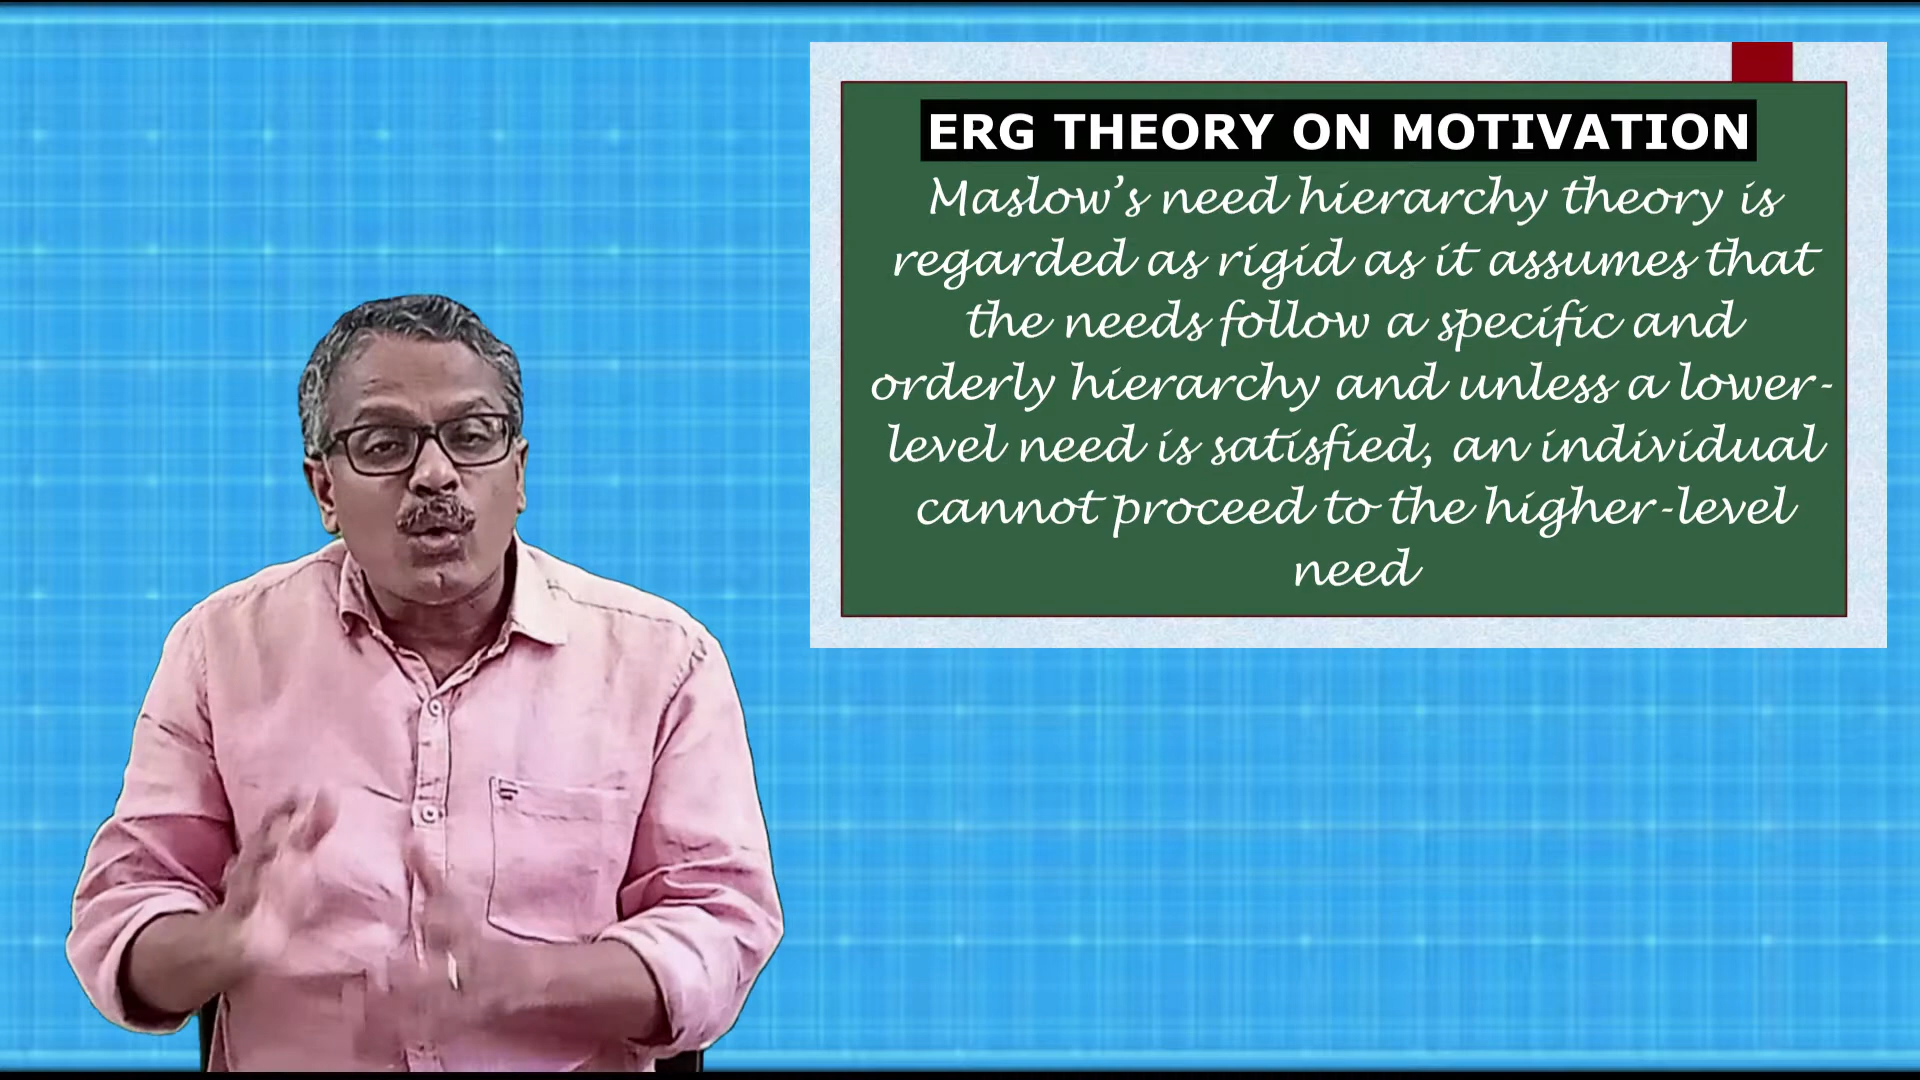 ERG THEORY ON MOTIVATION
Maslow’s need hierarchy theory is
regarded as rigid as it assumes that
the needs follow a specific and
orderly hierarchy and unless a lower-
level need is satisfied, an individual
cannot proceed to the higher-level
need